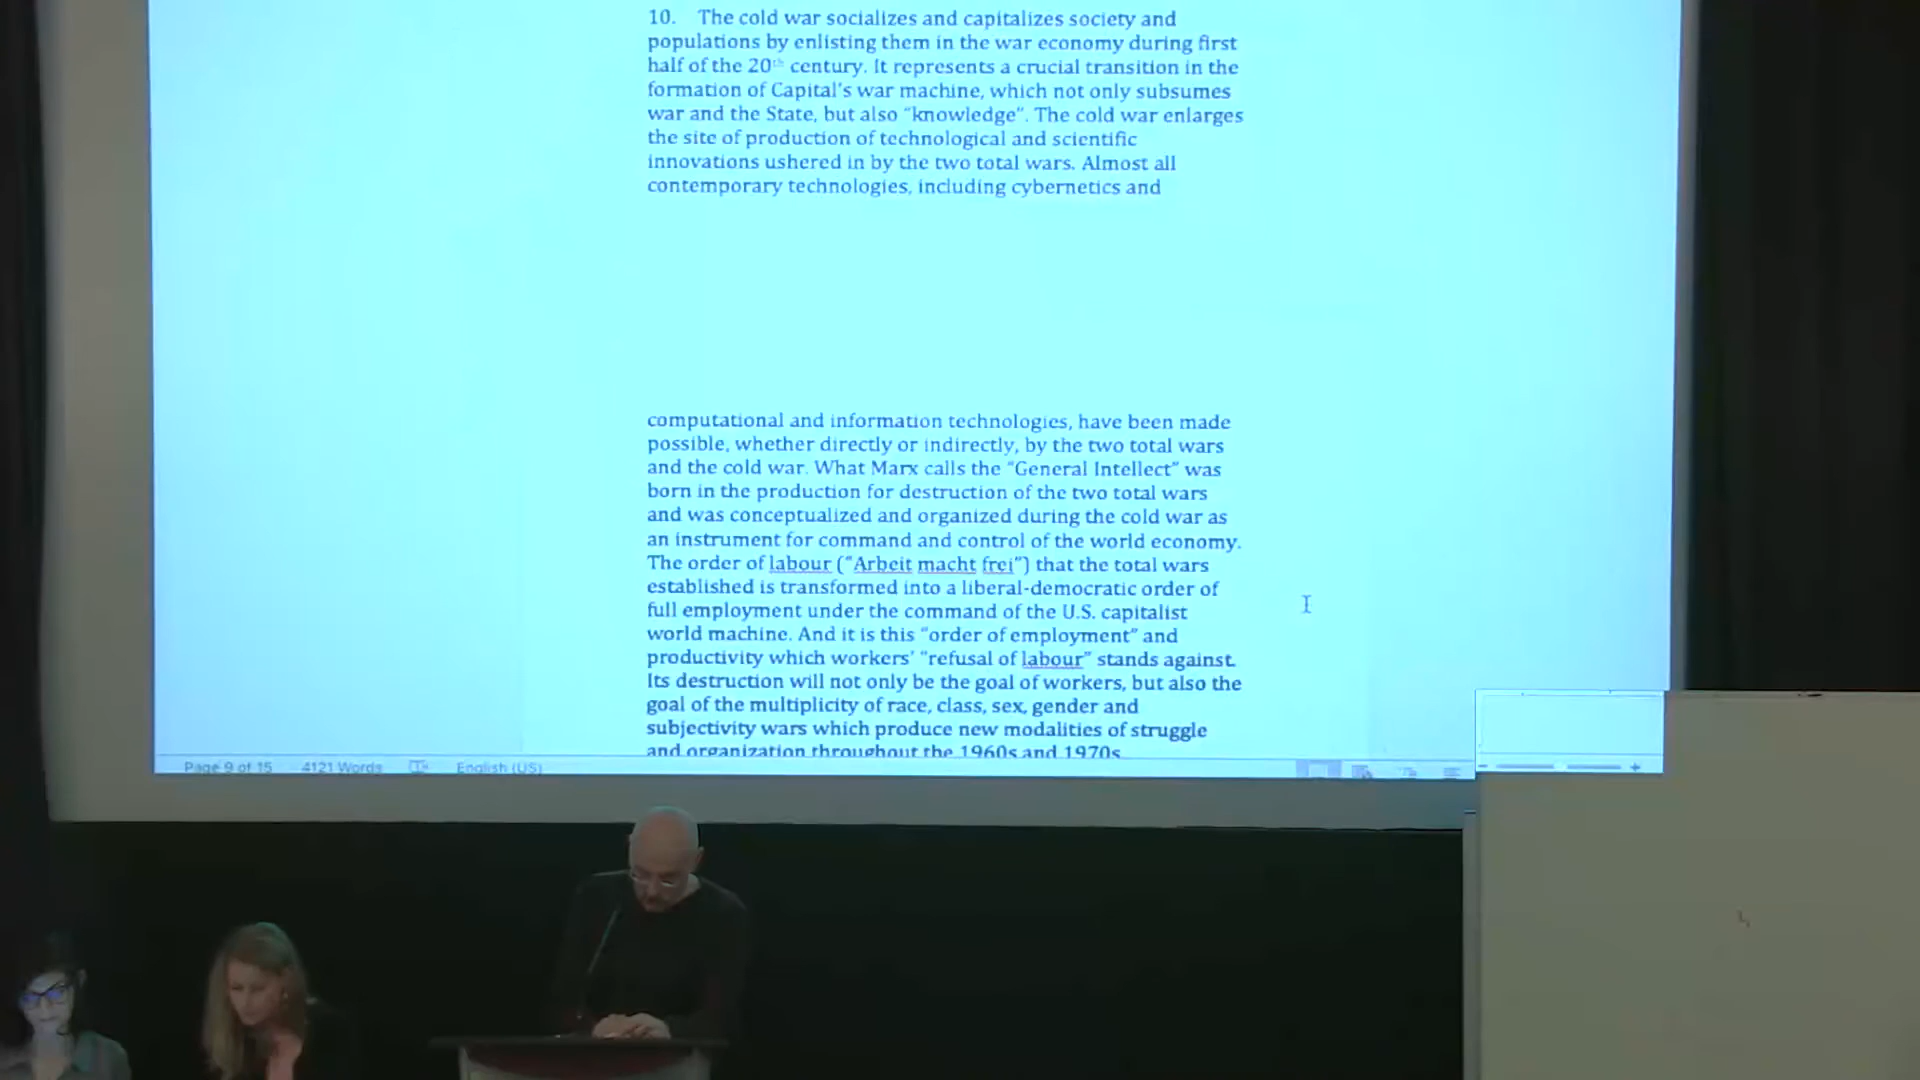 10. The cold war socializes and capitalizes society and
populations by enlisting them in the war economy during first
half of the 20th century. It represents a crucial transition in the
formation of Capital's war machine, which not only subsumes
war and the State, but also “knowledge”. The cold war enlarges
the site of production of technological and scientific
innovations ushered in by the two total wars. Almost all
contemporary technologies, including cybernetics and
computational and information technologies, have been made
possible, whether directly or indirectly, by the two total wars
and the cold war. What Marx calls the “General Intellect” was
born in the production for destruction of the two total wars
and was conceptualized and organized during the cold war as
an instrument for command and control of the world economy.
The order of labour (“Arbeit macht frei”) that the total wars
established is transformed into a liberal-democratic order of
full employment under the command of the U.S. capitalist
world machine. And it is this “order of employment” and
productivity which workers’ “refusal of labour” stands against.
Its destruction will not only be the goal of workers, but also the
goal of the multiplicity of race, class, sex, gender and
subjectivity wars which produce new modalities of struggle
and organization throughout the 1960s and 1970s
Page 9 of 15 4121 Words English (US)